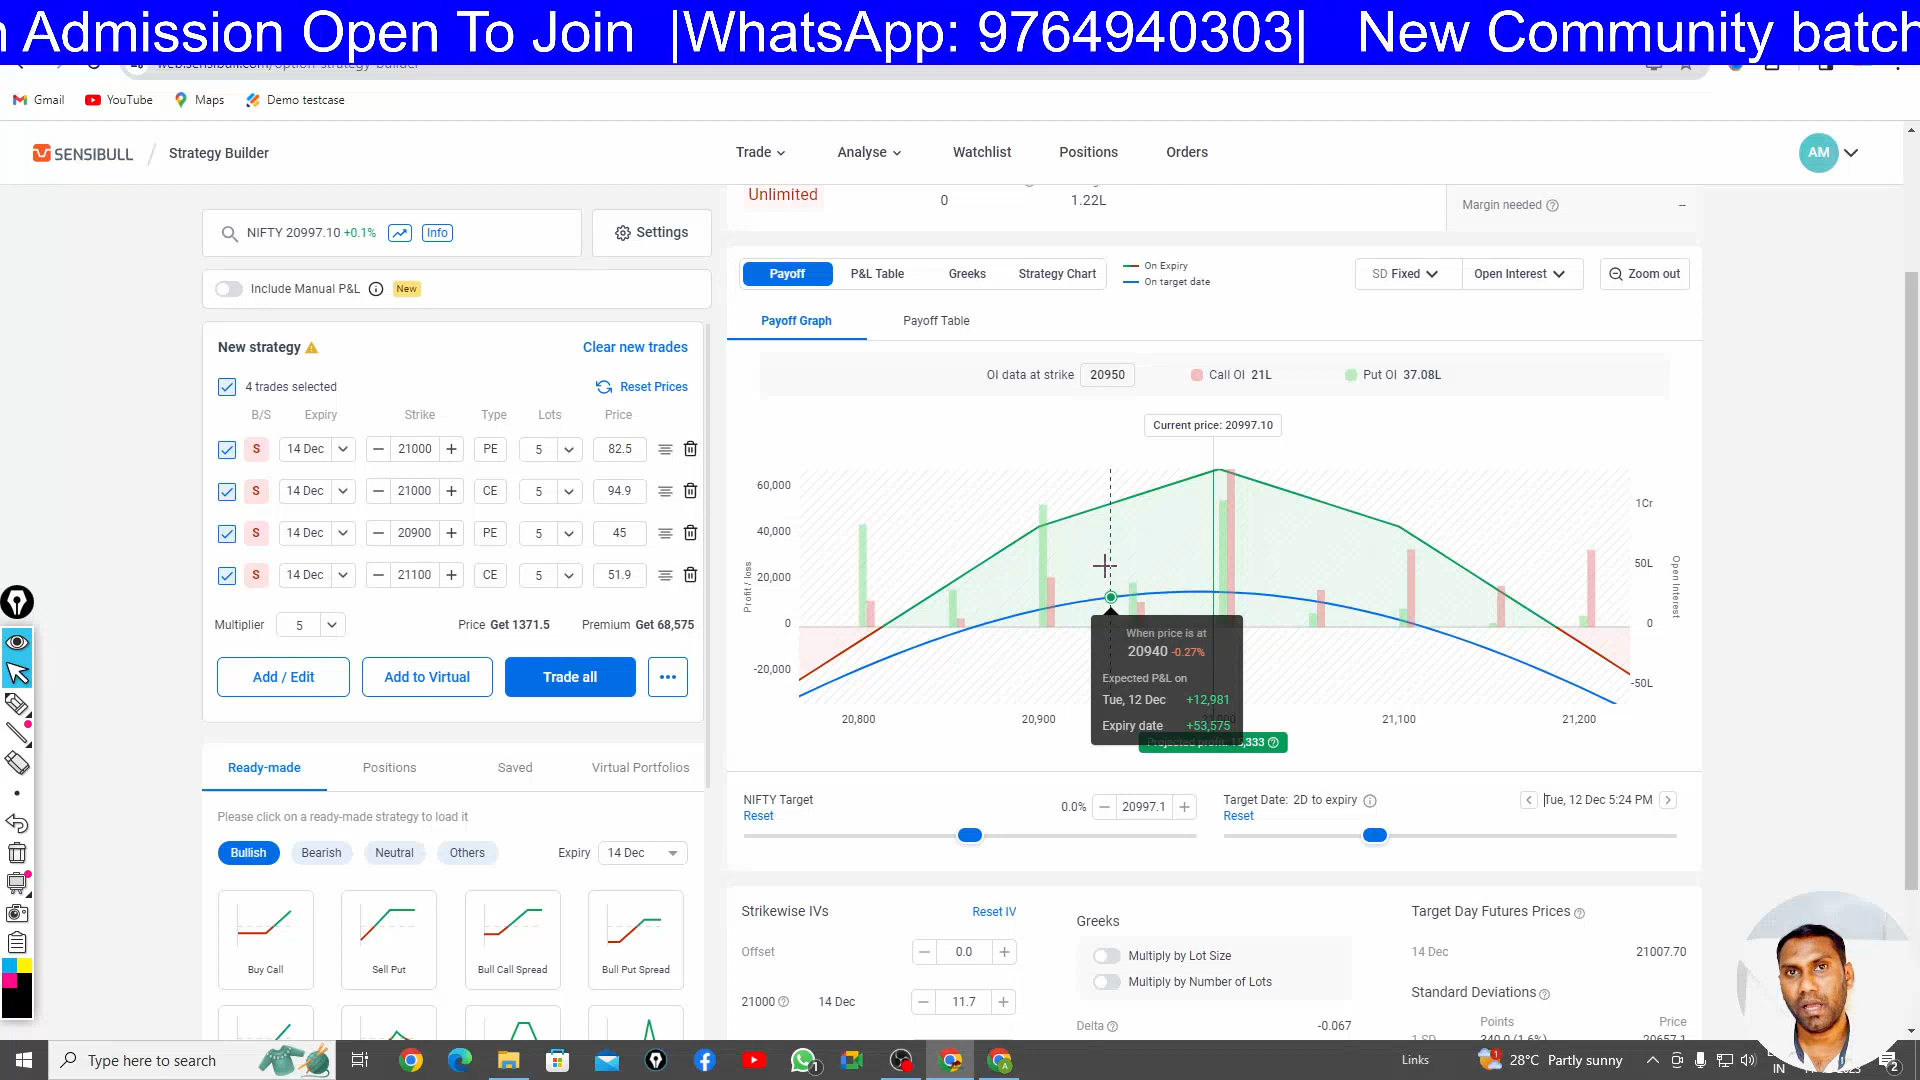 Admission Open To Join |WhatsApp: 9764940303| New Community batch
web.sensibull.com/option-strategy-builder
Gmail YouTube Maps Demo testcase
SENSIBULL / Strategy Builder Trade Analyse Watchlist Positions Orders AM
Unlimited 0 1.22L Margin needed --
NIFTY 20997.10 +0.1% Info Settings
Include Manual P&L New
Payoff P&L Table Greeks Strategy Chart
On Expiry
On target date
SD Fixed Open Interest Zoom out
Payoff Graph Payoff Table
New strategy Clear new trades
4 trades selected Reset Prices
B/S Expiry Strike Type Lots Price
S 14 Dec 21000 PE 5 82.5
S 14 Dec 21000 CE 5 94.9
S 14 Dec 20900 PE 5 45
S 14 Dec 21100 CE 5 51.9
Multiplier 5 Price Get 1371.5 Premium Get 68,575
Add / Edit Add to Virtual Trade all
OI data at strike 20950 Call OI 21L Put OI 37.08L
Current price: 20997.10
Profit / loss
60,000
40,000
20,000
0
-20,000
1Cr
50L
0
-50L
Open Interest
When price is at
20940 -0.27%
Expected P&L on
Tue, 12 Dec +12,981
Expiry date +53,575
20,800 20,900 21,100 21,200
NIFTY Target 0.0% 20997.1
Reset
Target Date: 2D to expiry Tue, 12 Dec 5:24 PM
Reset
Ready-made Positions Saved Virtual Portfolios
Please click on a ready-made strategy to load it
Bullish Bearish Neutral Others Expiry 14 Dec
Buy Call Sell Put Bull Call Spread Bull Put Spread
Strikewise IVs Reset IV
Offset 0.0
21000 14 Dec 11.7
Greeks
Multiply by Lot Size
Multiply by Number of Lots
Delta -0.067
Target Day Futures Prices
14 Dec 21007.70
Standard Deviations
Points Price
Type here to search 1 Links 1 28°C Partly sunny IN 2